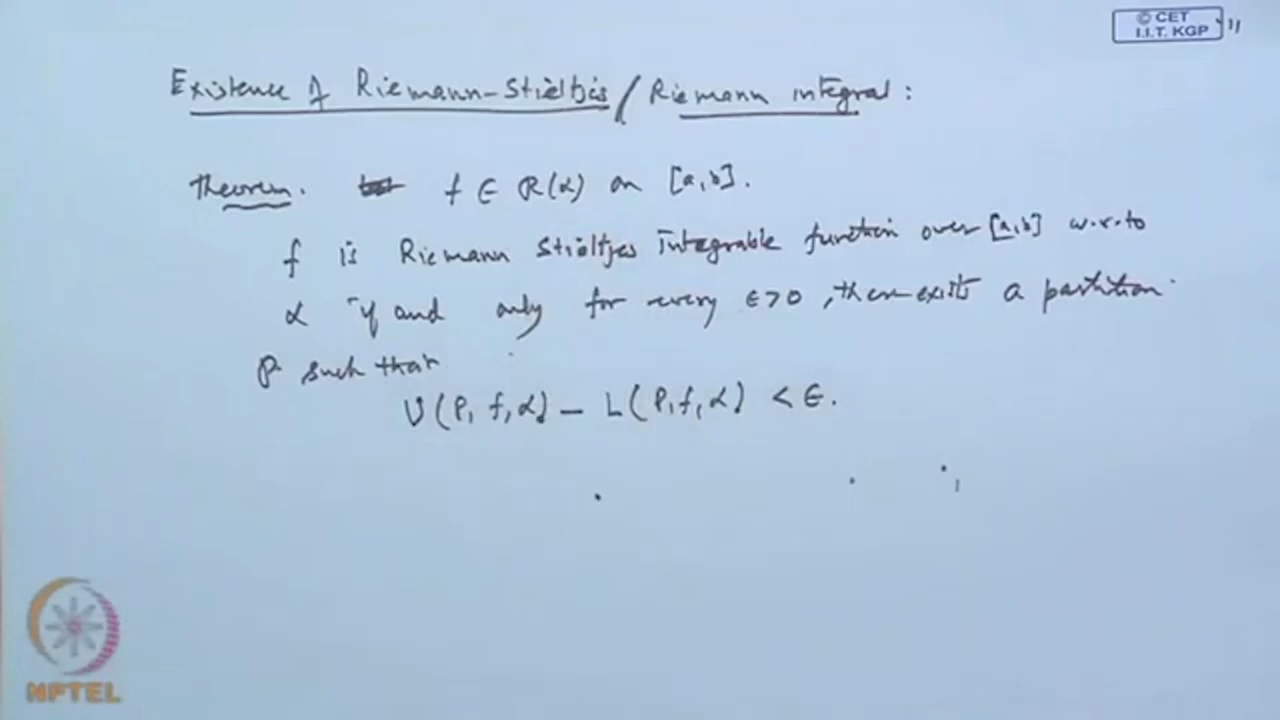 © CET
I.I.T. KGP
Existence of Riemann-Stieltjes / Riemann integral :
Theorem. f ∈ R(α) on [a,b].
f is Riemann Stieltjes Integrable function over [a,b] w.r.to
α if and only for every ϵ>0, there exists a partition
P such that
U(P, f, α) – L(P, f, α) < ϵ.
NPTEL